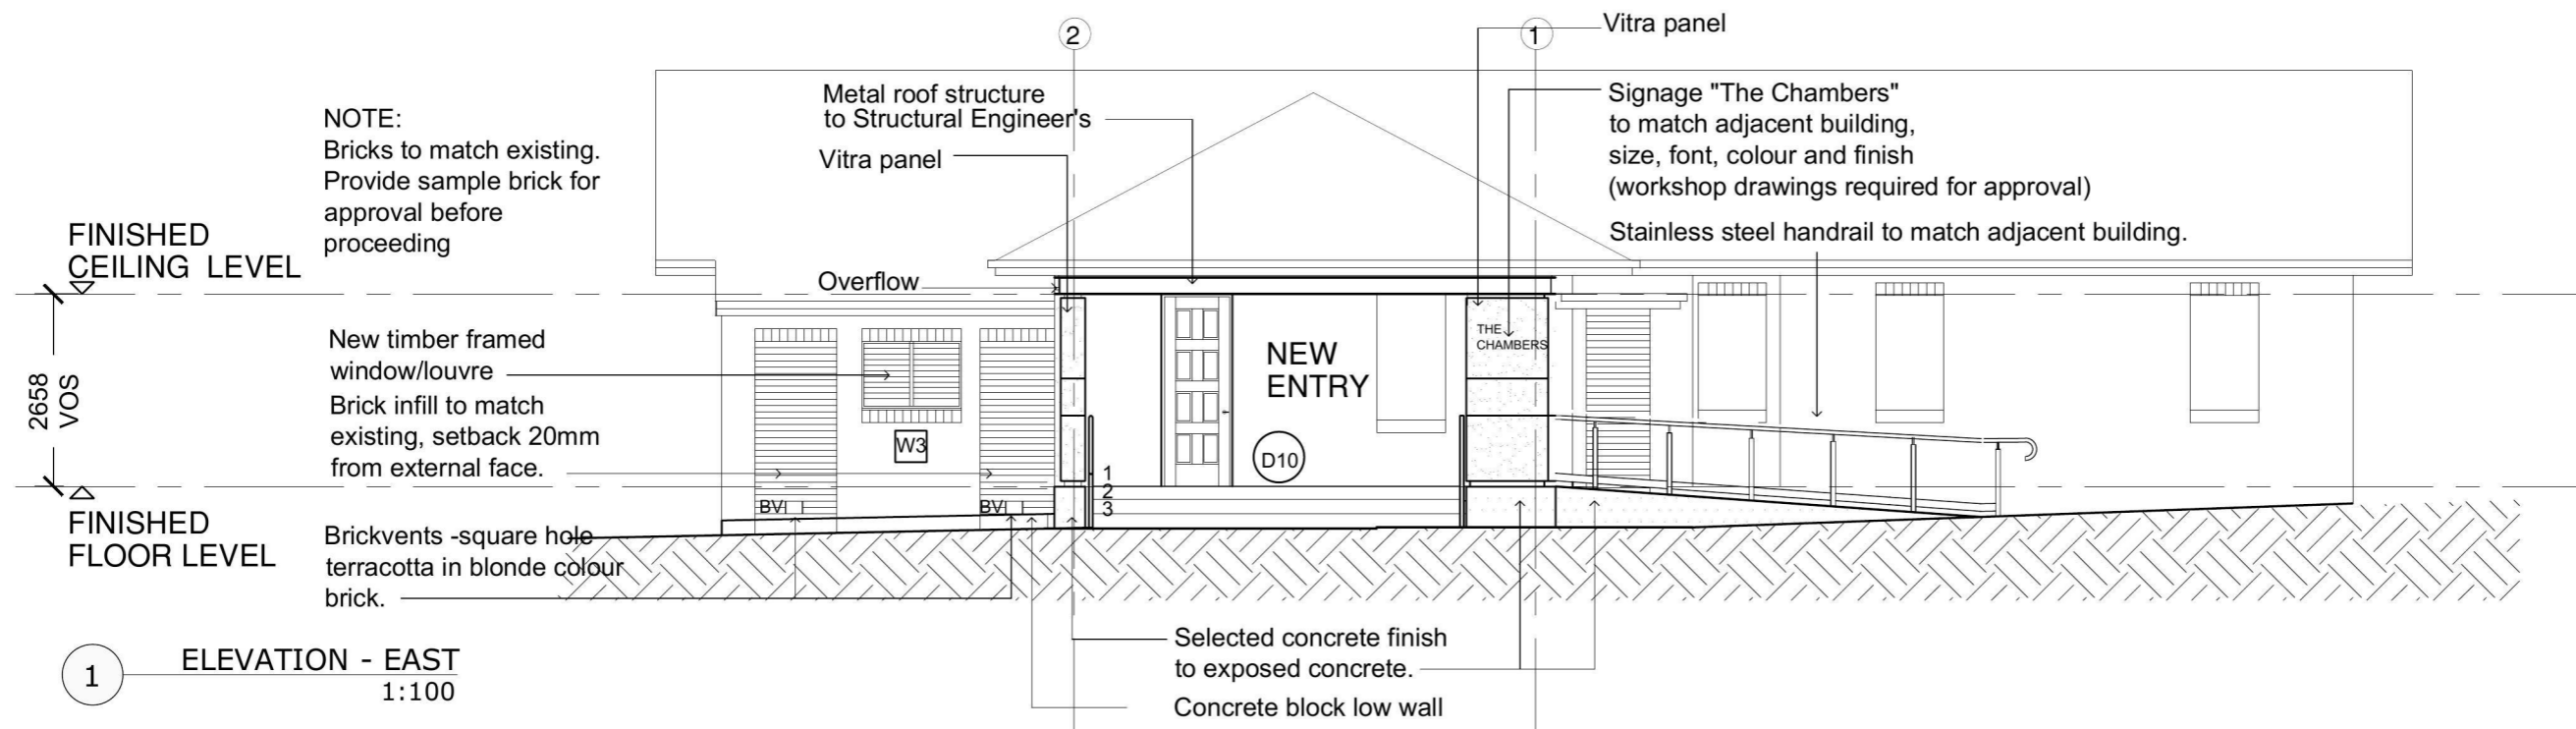 2
1
Vitra panel
NOTE:
Bricks to match existing.
Provide sample brick for
approval before
proceeding
Metal roof structure
to Structural Engineer's
Vitra panel
Signage "The Chambers"
to match adjacent building,
size, font, colour and finish
(workshop drawings required for approval)
Stainless steel handrail to match adjacent building.
FINISHED
CEILING LEVEL
Overflow
2658
VOS
New timber framed
window/louvre
Brick infill to match
existing, setback 20mm
from external face.
W3
NEW
ENTRY
D10
THE
CHAMBERS
1
2
3
BV
BV
FINISHED
FLOOR LEVEL
Brickvents -square hole
terracotta in blonde colour
brick.
Selected concrete finish
to exposed concrete.
Concrete block low wall
1
ELEVATION - EAST
1:100